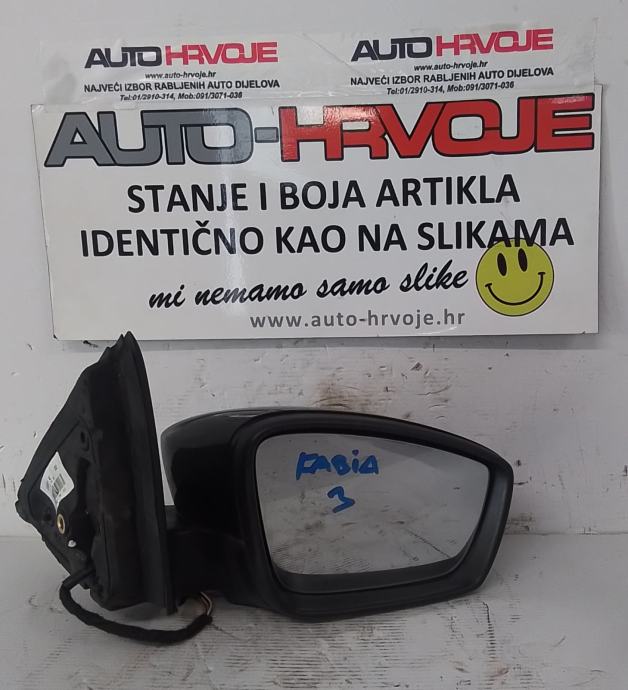 AUTO HRVOJE
www.auto-hrvoje.hr
NAJVEĆI IZBOR RABLJENIH AUTO DIJELOVA
Tel:01/2910-314, Mob:091/3071-036
AUTO HRVOJE
www.auto-hrvoje.hr
NAJVEĆI IZBOR RABLJENIH AUTO DIJELOVA
Tel:01/2910-314, Mob:091/3071-036
AUTO-HRVOJE
STANJE I BOJA ARTIKLA
IDENTIČNO KAO NA SLIKAMA
mi nemamo samo slike
www.auto-hrvoje.hr
FABIA
3